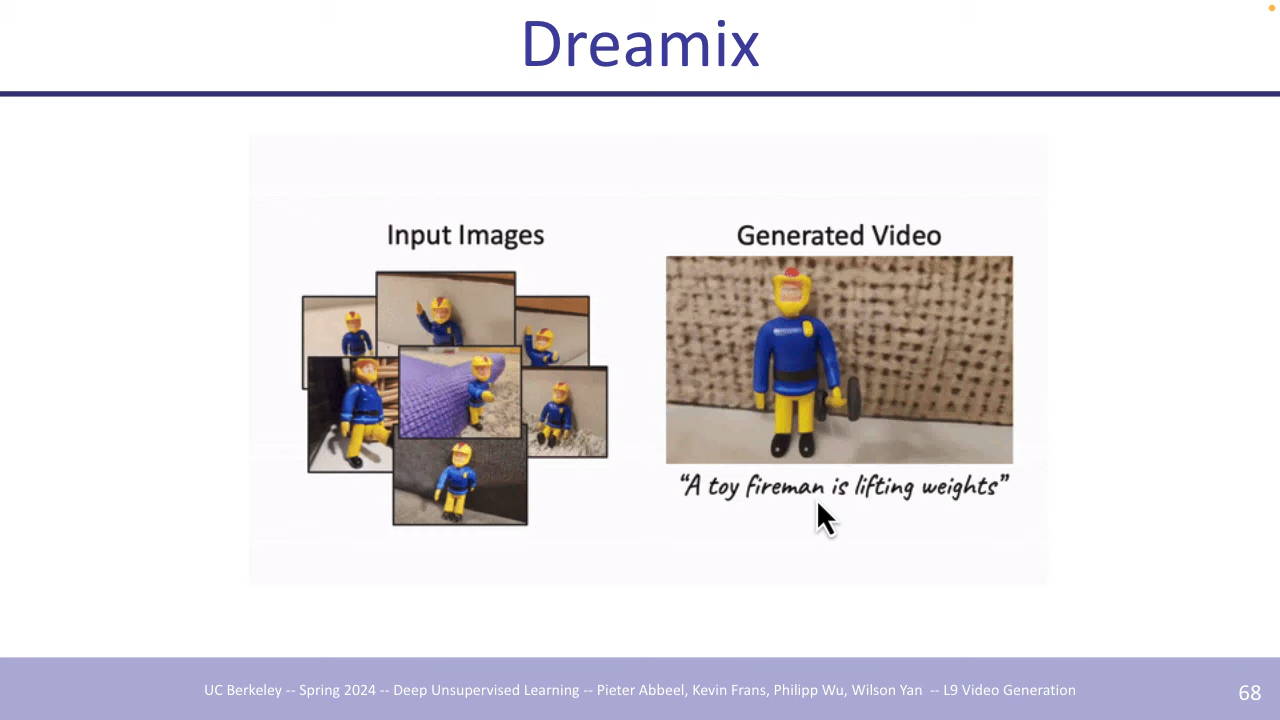 Dreamix
Input Images
Generated Video
“A toy fireman is lifting weights”
UC Berkeley -- Spring 2024 -- Deep Unsupervised Learning -- Pieter Abbeel, Kevin Frans, Philipp Wu, Wilson Yan -- L9 Video Generation
68